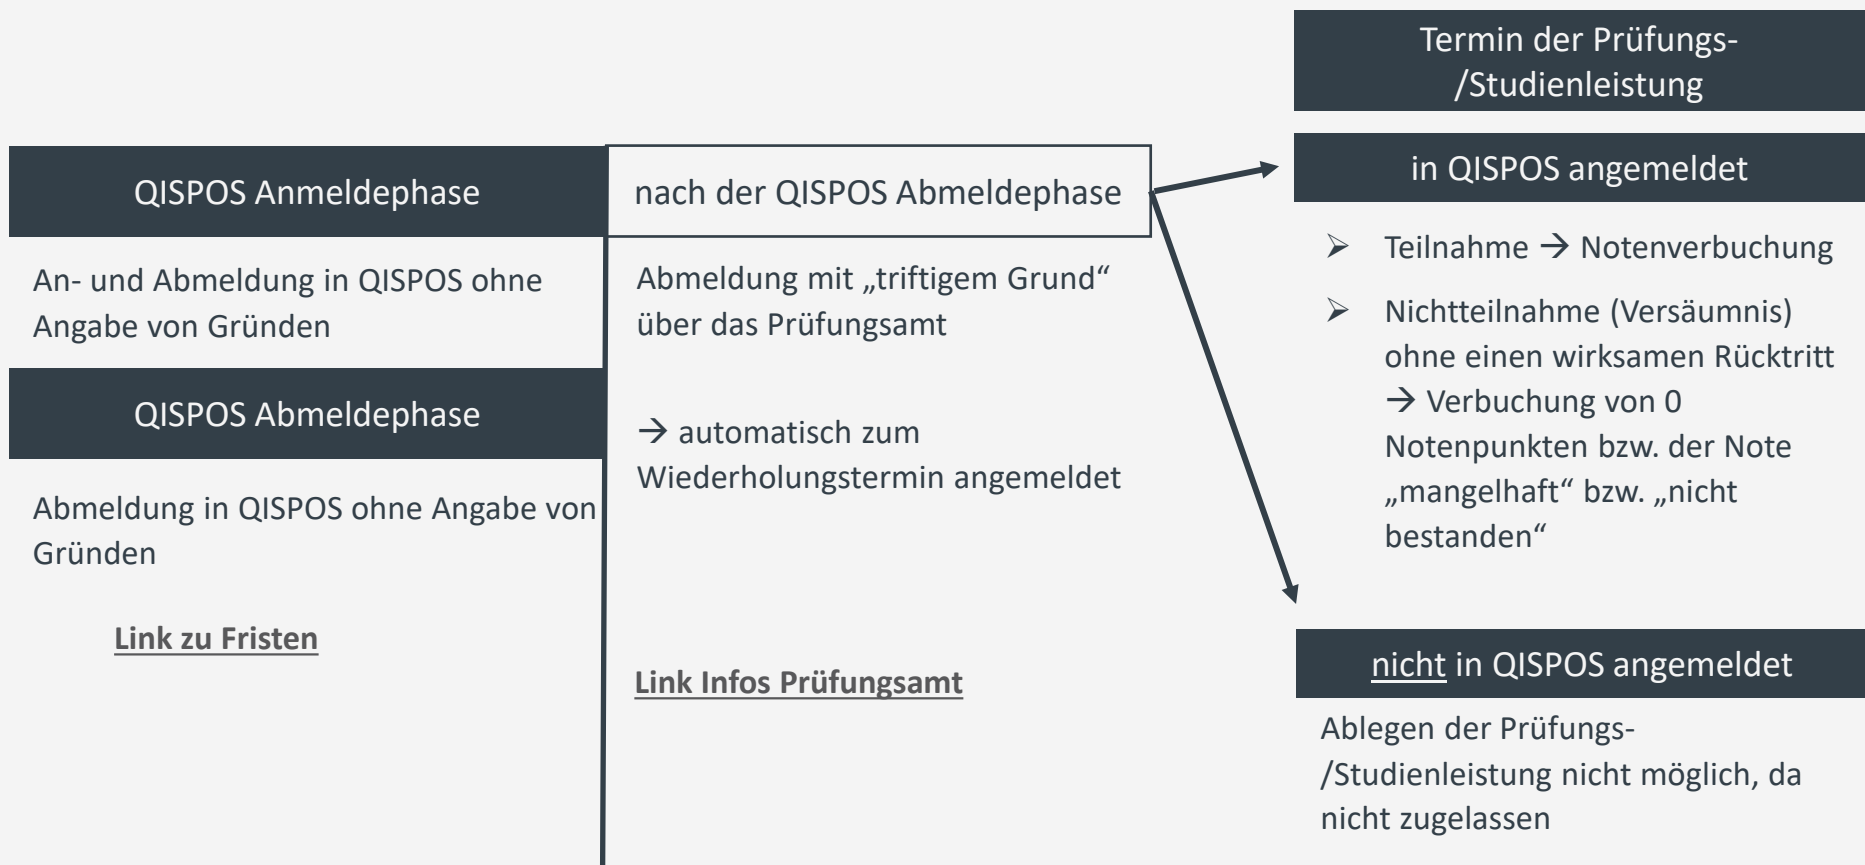 QISPOS Anmeldephase
An- und Abmeldung in QISPOS ohne
Angabe von Gründen
QISPOS Abmeldephase
Abmeldung in QISPOS ohne Angabe von
Gründen
Link zu Fristen
nach der QISPOS Abmeldephase
Abmeldung mit „triftigem Grund“
über das Prüfungsamt
→ automatisch zum
Wiederholungstermin angemeldet
Link Infos Prüfungsamt
Termin der Prüfungs-
/Studienleistung
in QISPOS angemeldet
➢ Teilnahme → Notenverbuchung
➢ Nichtteilnahme (Versäumnis)
ohne einen wirksamen Rücktritt
→ Verbuchung von 0
Notenpunkten bzw. der Note
„mangelhaft“ bzw. „nicht
bestanden“
nicht in QISPOS angemeldet
Ablegen der Prüfungs-
/Studienleistung nicht möglich, da
nicht zugelassen